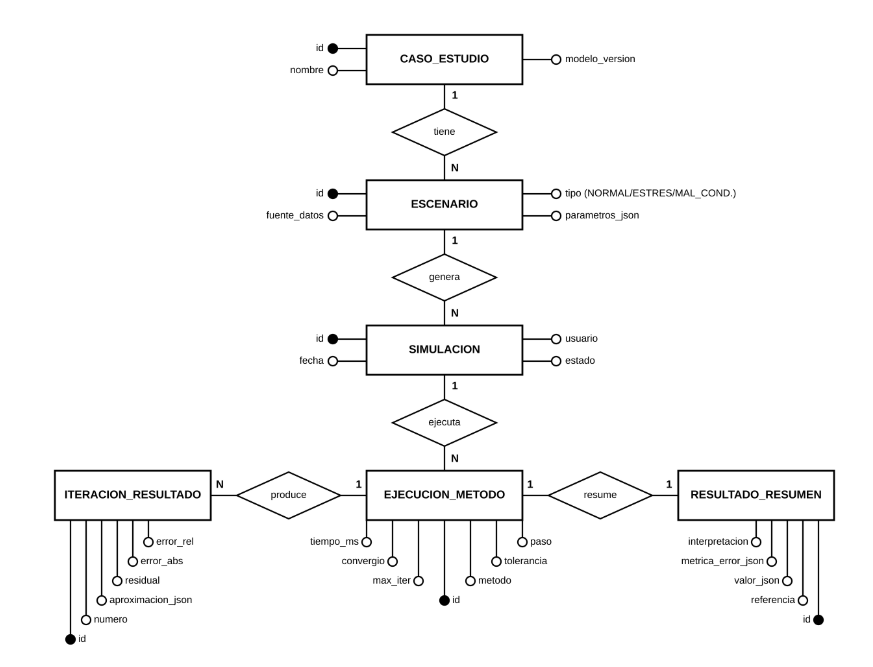 id
CASO_ESTUDIO
modelo_version
nombre
1
tiene
N
id
tipo (NORMAL/ESTRES/MAL_COND.)
ESCENARIO
fuente_datos
parametros_json
1
genera
N
id
usuario
SIMULACION
fecha
estado
1
ejecuta
N
ITERACION_RESULTADO
N
produce
1
EJECUCION_METODO
1
resume
1
RESULTADO_RESUMEN
error_rel
tiempo_ms
paso
interpretacion
error_abs
convergio
tolerancia
metrica_error_json
residual
max_iter
metodo
valor_json
aproximacion_json
id
referencia
numero
id
id